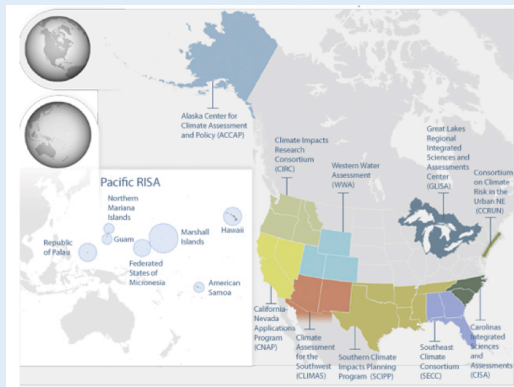 Alaska Center for
Climate Assessment
and Policy (ACCAP)
Climate Impacts
Research
Consortium
(CIRC)
Western Water
Assessment
(WWA)
Great Lakes
Regional
Integrated
Sciences and
Assessments
Center
(GLISA)
Consortium
on Climate
Risk in the
Urban NE
(CCRUN)
Pacific RISA
Northern
Mariana
Islands
Republic
of Palau
Guam
Marshall
Islands
Hawaii
Federated
States of
Micronesia
American
Samoa
California-
Nevada
Applications
Program
(CNAP)
Climate
Assessment
for the
Southwest
(CLIMAS)
Southern Climate
Impacts Planning
Program (SCIPP)
Southeast
Climate
Consortium
(SECC)
Carolinas
Integrated
Sciences
and
Assessments
(CISA)